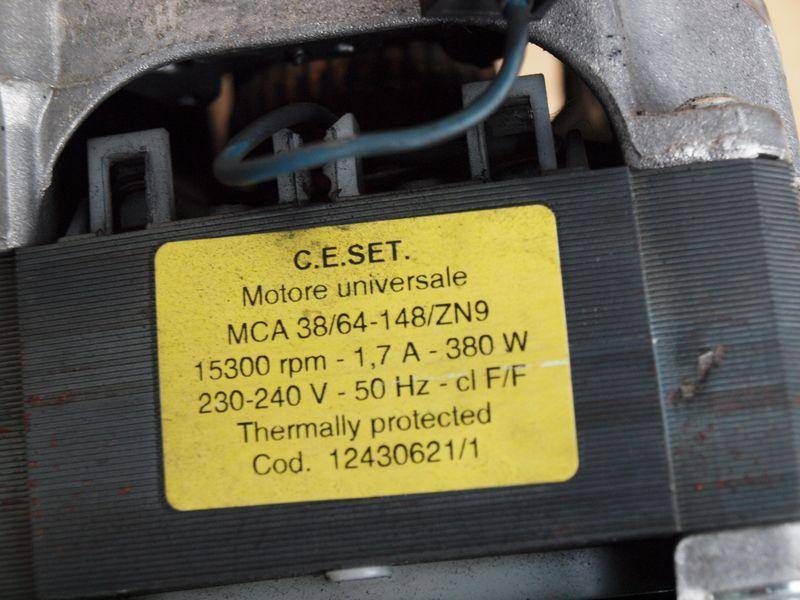 C.E.SET.
Motore universale
MCA 38/64-148/ZN9
15300 rpm - 1,7 A - 380 W
230-240 V - 50 Hz - cl F/F
Thermally protected
Cod. 12430621/1